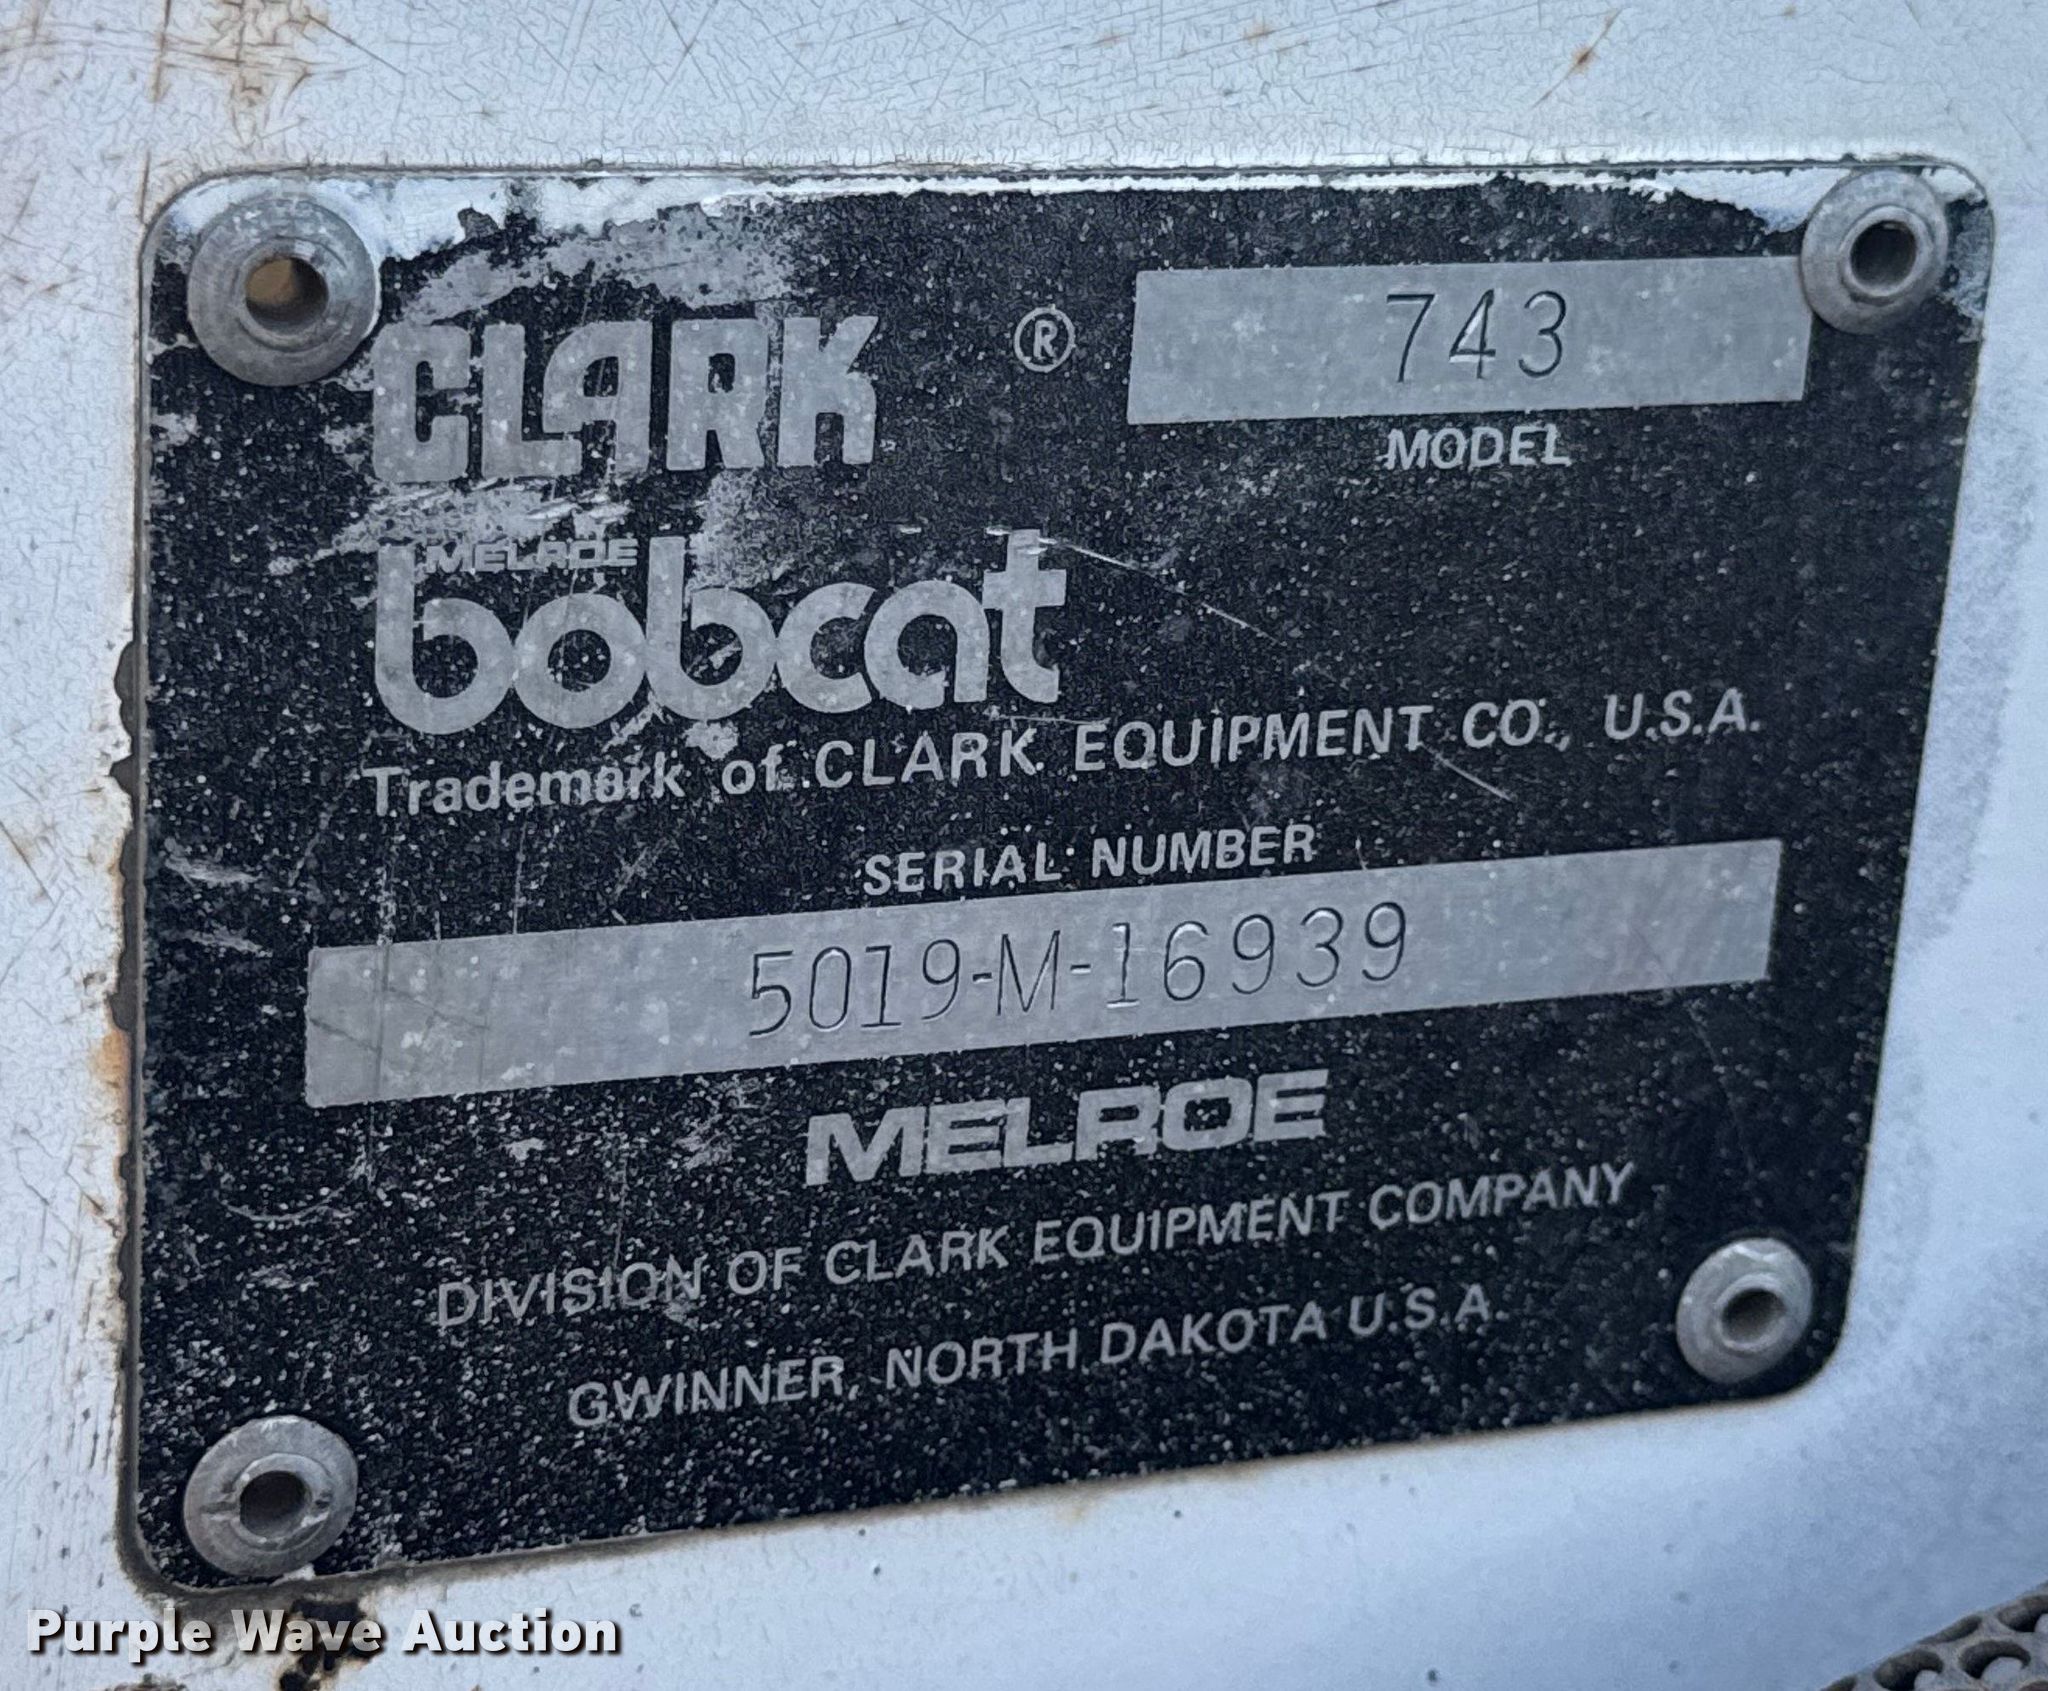 CLARK ®
743
MODEL
MELROE
bobcat
Trademark of CLARK EQUIPMENT CO., U.S.A.
SERIAL NUMBER
5019-M-16939
MELROE
DIVISION OF CLARK EQUIPMENT COMPANY
GWINNER, NORTH DAKOTA U.S.A.
Purple Wave Auction